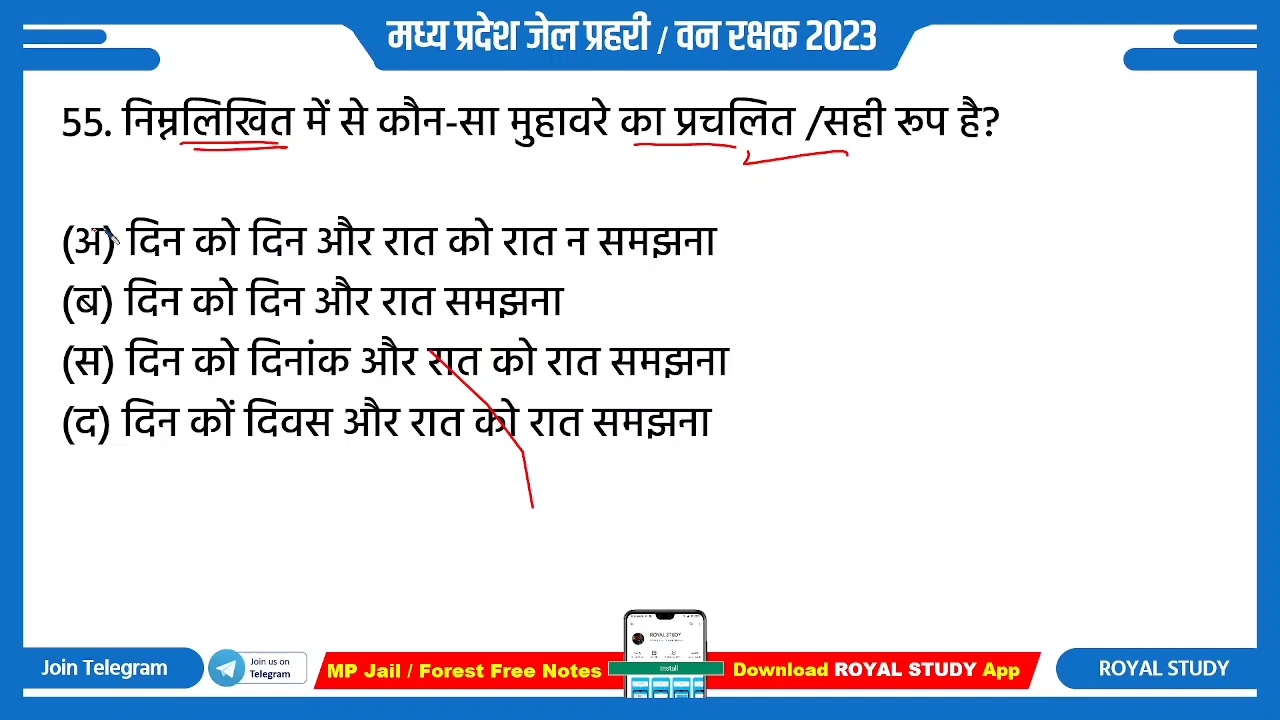 मध्य प्रदेश जेल प्रहरी / वन रक्षक 2023
55. निम्नलिखित में से कौन-सा मुहावरे का प्रचलित /सही रूप है?
(अ) दिन को दिन और रात को रात न समझना
(ब) दिन को दिन और रात समझना
(स) दिन को दिनांक और रात को रात समझना
(द) दिन कों दिवस और रात को रात समझना
Join Telegram
Join us on
Telegram
MP Jail / Forest Free Notes
ROYAL STUDY
Install
Download ROYAL STUDY App
ROYAL STUDY